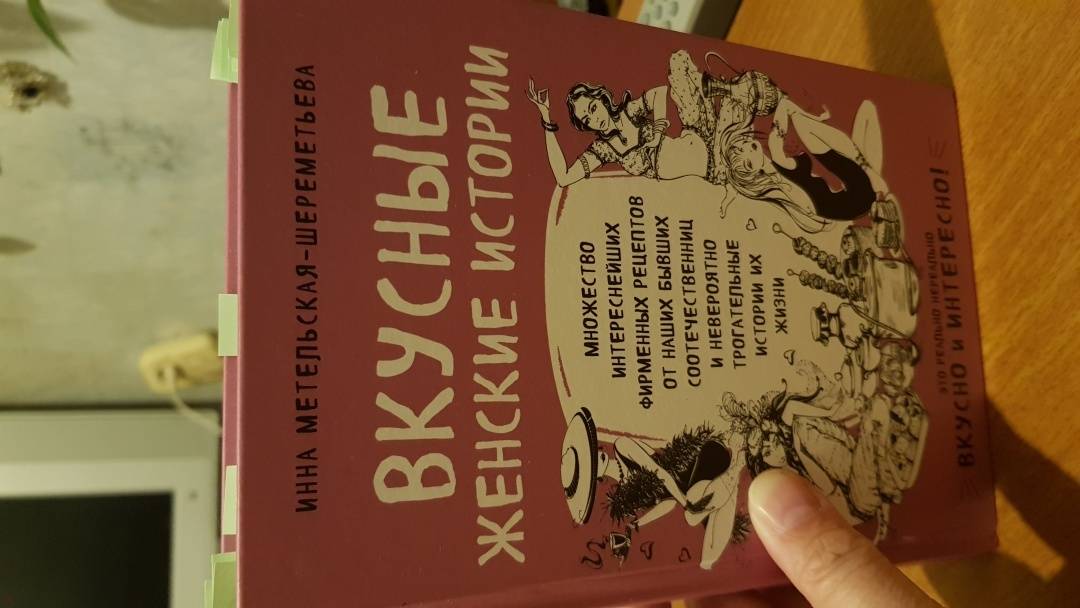 ИННА МЕТЕЛЬСКАЯ-ШЕРЕМЕТЬЕВА
ВКУСНЫЕ
ЖЕНСКИЕ ИСТОРИИ
МНОЖЕСТВО
ИНТЕРЕСНЕЙШИХ
ФИРМЕННЫХ РЕЦЕПТОВ
ОТ НАШИХ БЫВШИХ
СООТЕЧЕСТВЕННИЦ
И НЕВЕРОЯТНО
ТРОГАТЕЛЬНЫЕ
ИСТОРИИ ИХ
ЖИЗНИ
ЭТО РЕАЛЬНО НЕРЕАЛЬНО
ВКУСНО И ИНТЕРЕСНО!